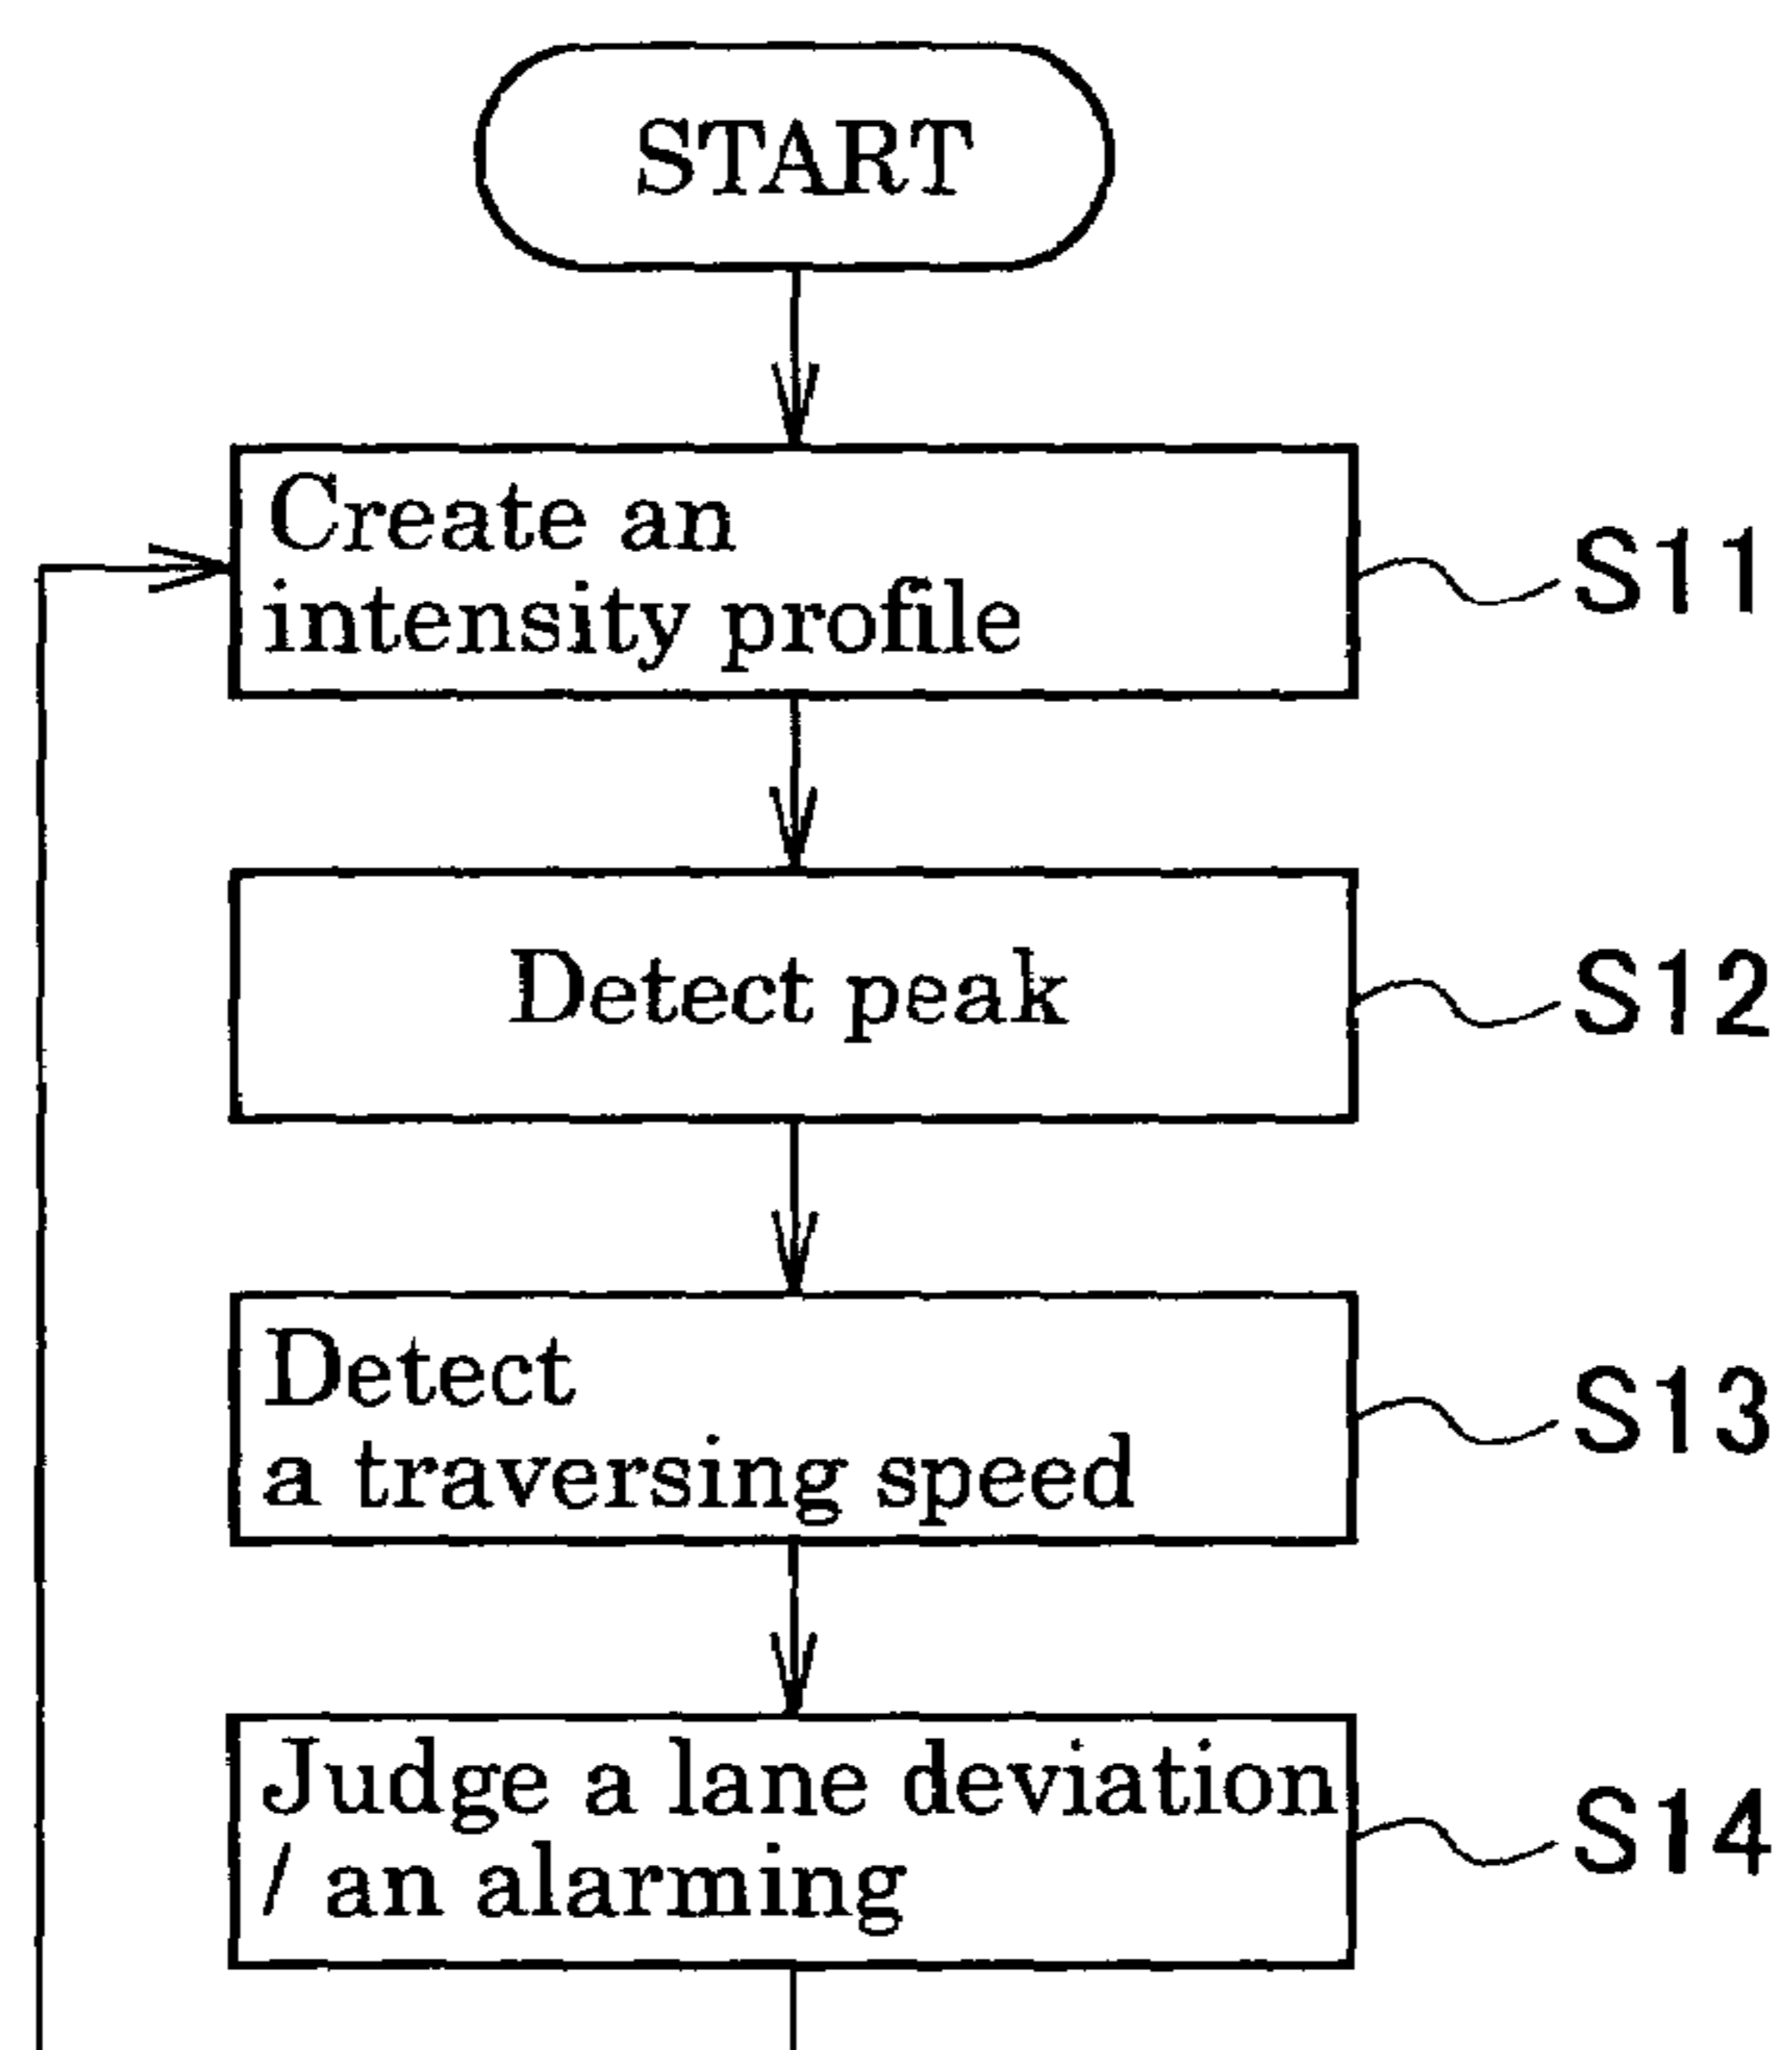 START
Create an
intensity profile
S11
Detect peak
S12
Detect
a traversing speed
S13
Judge a lane deviation
/ an alarming
S14